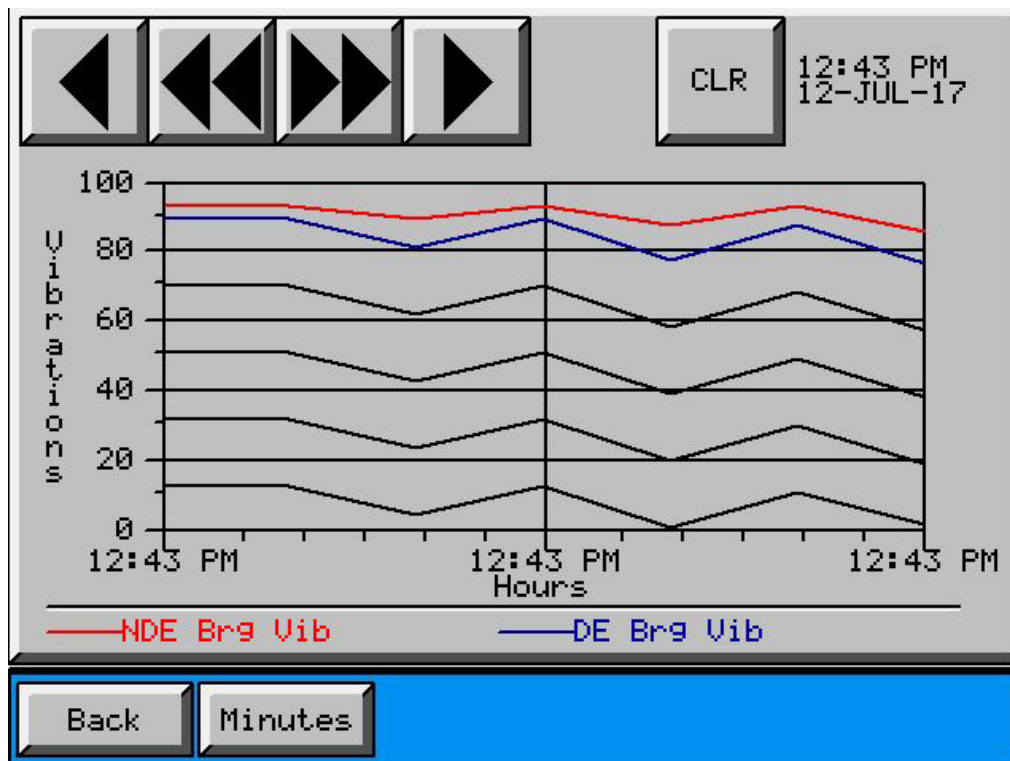 CLR
12:43 PM
12-JUL-17
100
80
60
40
20
0
Vibrations
12:43 PM 12:43 PM 12:43 PM
Hours
NDE Brg Vib DE Brg Vib
Back Minutes